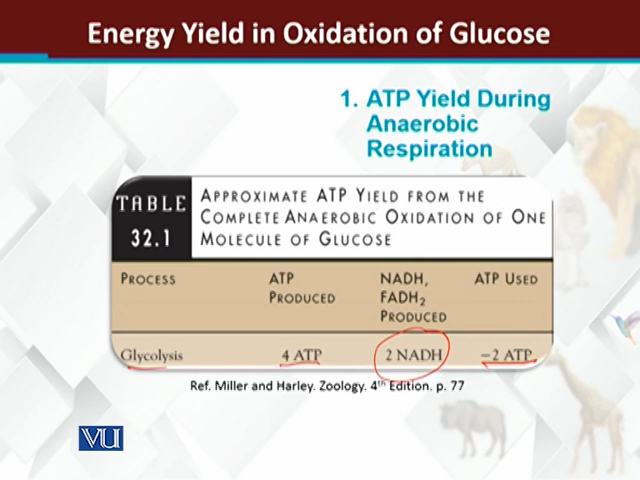 Energy Yield in Oxidation of Glucose
1. ATP Yield During
Anaerobic
Respiration
TABLE
32.1
APPROXIMATE ATP YIELD FROM THE
COMPLETE ANAEROBIC OXIDATION OF ONE
MOLECULE OF GLUCOSE
PROCESS
ATP
PRODUCED
NADH,
FADH₂
PRODUCED
ATP USED
Glycolysis 4 ATP 2 NADH −2 ATP
Ref. Miller and Harley. Zoology. 4th Edition. p. 77
VU